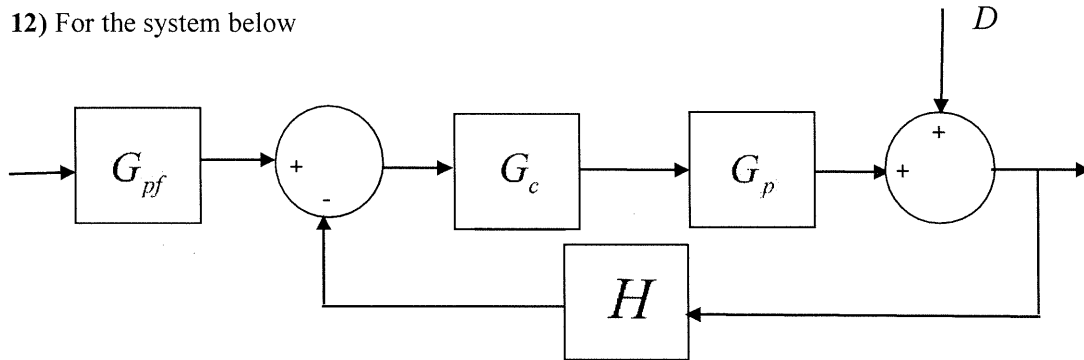 12) For the system below
D
+
G_pf
+
-
G_c
G_p
+
H